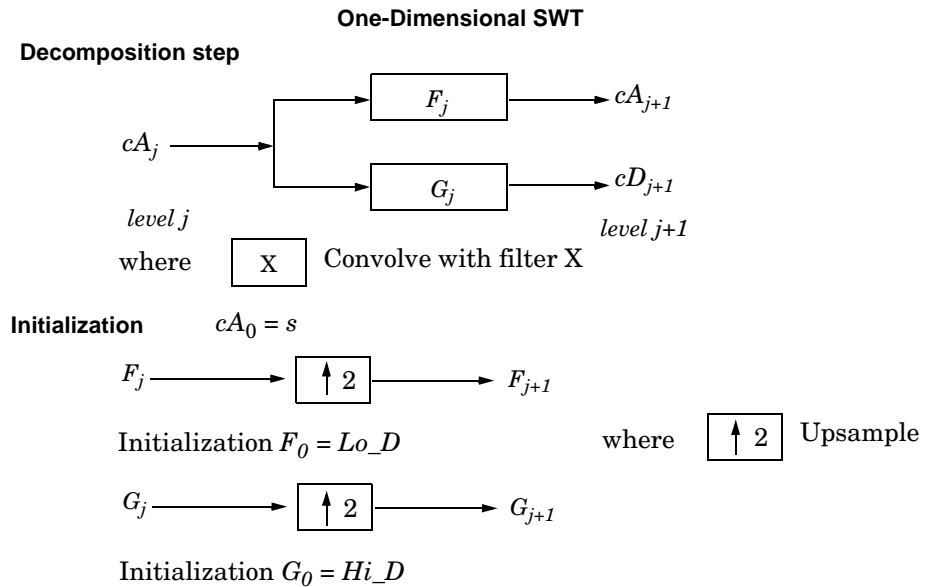 One-Dimensional SWT
Decomposition step
F_j
cA_{j+1}
cA_j
G_j
cD_{j+1}
level j
level j+1
where X Convolve with filter X
Initialization cA_0 = s
F_j ↑ 2 F_{j+1}
Initialization F_0 = Lo_D
where ↑ 2 Upsample
G_j ↑ 2 G_{j+1}
Initialization G_0 = Hi_D